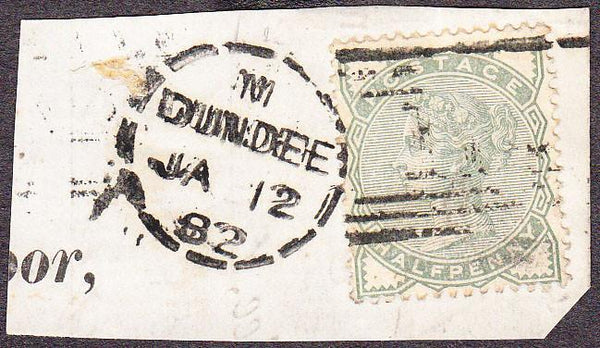 M
DUNDEE
JA 12
82
POSTAGE
HALFPENNY
oor,